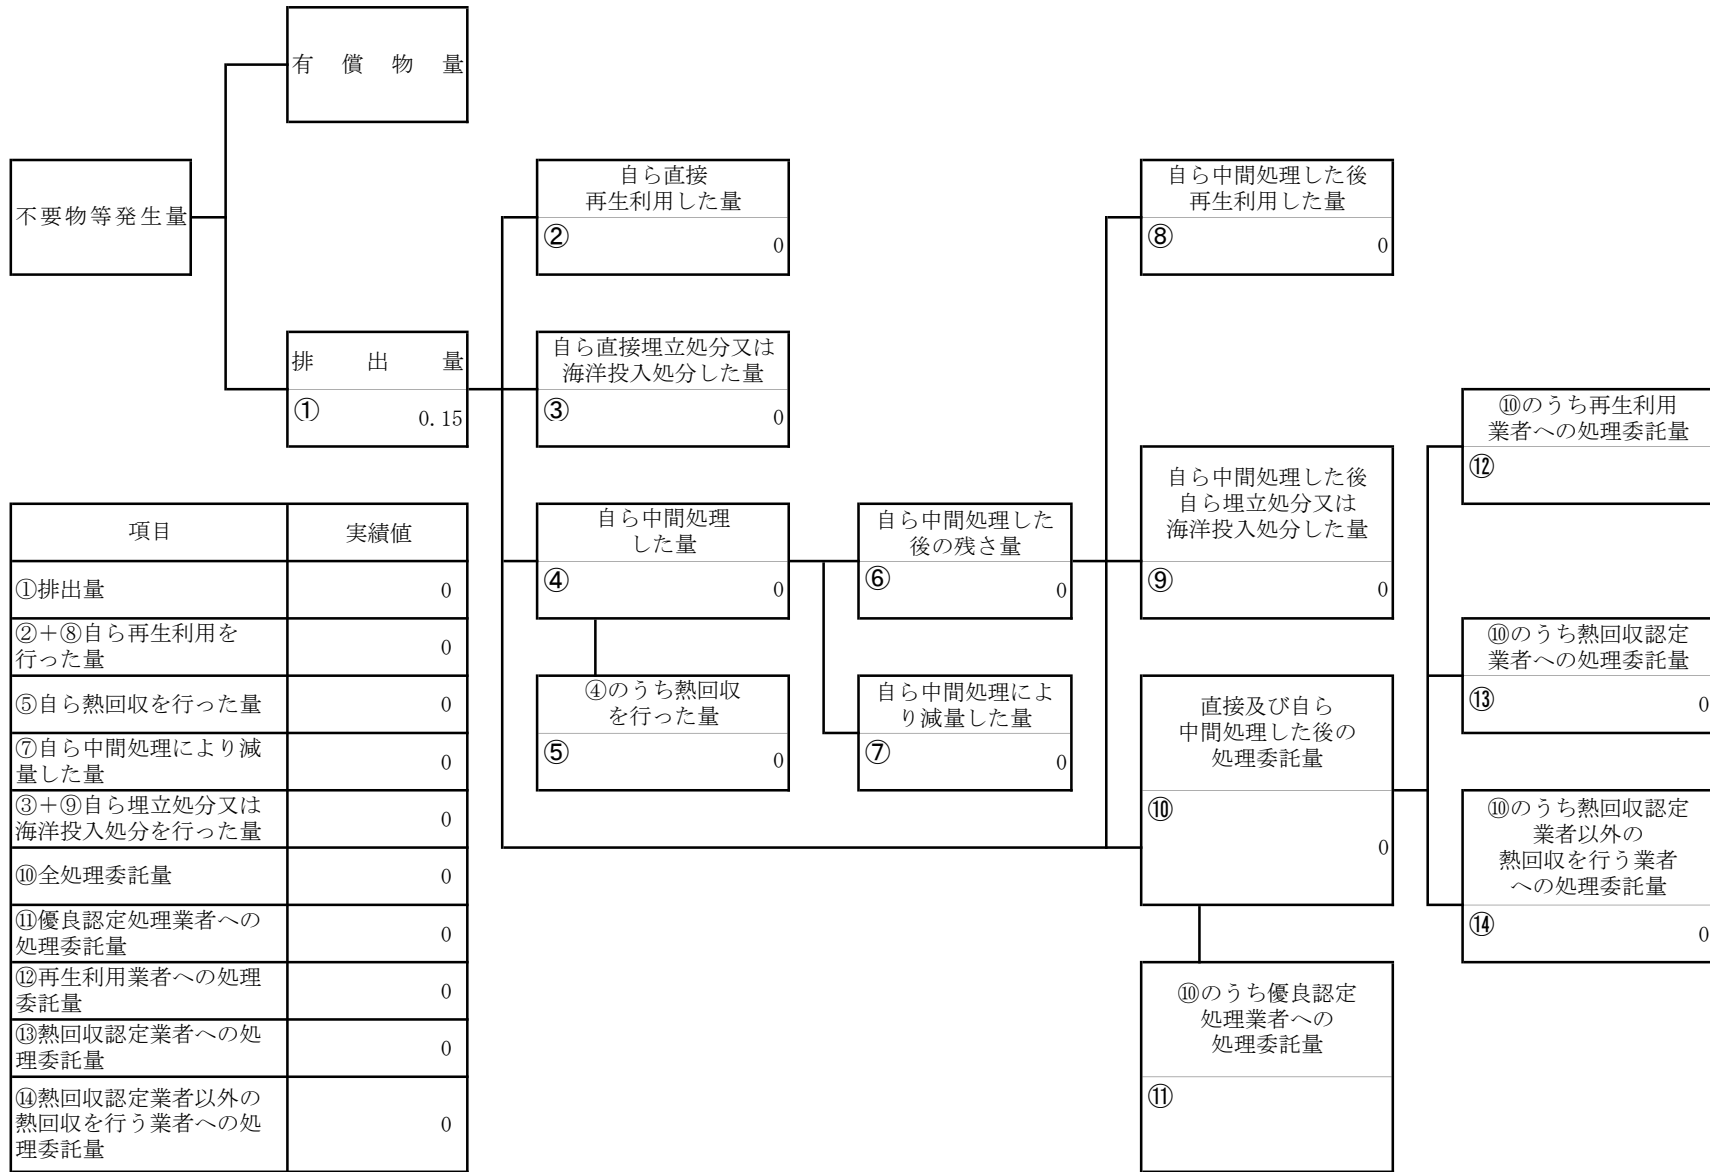 有償物量
不要物等発生量
排出量
① 0.15
自ら直接
再生利用した量
② 0
自ら直接埋立処分又は
海洋投入処分した量
③ 0
自ら中間処理
した量
④ 0
④のうち熱回収
を行った量
⑤ 0
自ら中間処理した
後の残さ量
⑥ 0
自ら中間処理によ
り減量した量
⑦ 0
自ら中間処理した後
再生利用した量
⑧ 0
自ら中間処理した後
自ら埋立処分又は
海洋投入処分した量
⑨ 0
直接及び自ら
中間処理した後の
処理委託量
⑩
0
⑩のうち優良認定
処理業者への
処理委託量
⑪
⑩のうち再生利用
業者への処理委託量
⑫
⑩のうち熱回収認定
業者への処理委託量
⑬ 0
⑩のうち熱回収認定
業者以外の
熱回収を行う業者
への処理委託量
⑭ 0
項目 実績値
①排出量 0
②＋⑧自ら再生利用を
行った量 0
⑤自ら熱回収を行った量 0
⑦自ら中間処理により減
量した量 0
③＋⑨自ら埋立処分又は
海洋投入処分を行った量 0
⑩全処理委託量 0
⑪優良認定処理業者への
処理委託量 0
⑫再生利用業者への処理
委託量 0
⑬熱回収認定業者への処
理委託量 0
⑭熱回収認定業者以外の
熱回収を行う業者への処
理委託量 0